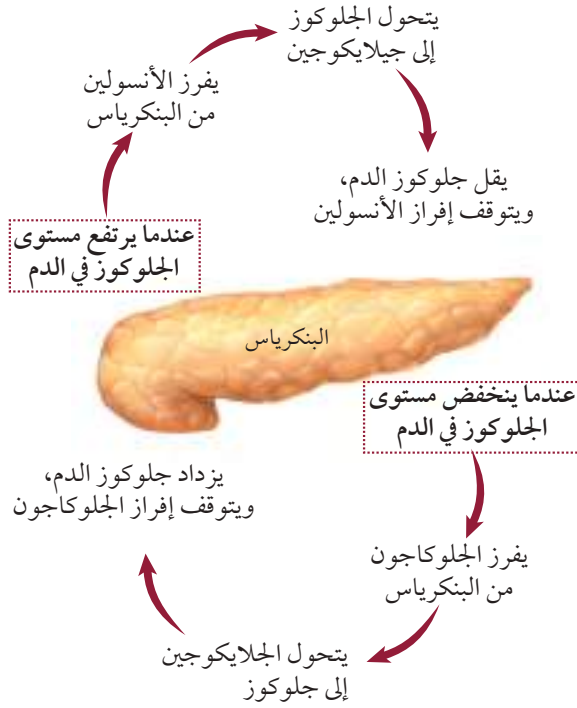 يتحول الجلوكوز
إلى جيلايكوجين
يفرز الأنسولين
من البنكرياس
يقل جلوكوز الدم،
ويتوقف إفراز الأنسولين
عندما يرتفع مستوى
الجلوكوز في الدم
البنكرياس
عندما ينخفض مستوى
الجلوكوز في الدم
يزداد جلوكوز الدم،
ويتوقف إفراز الجلوكاجون
يفرز الجلوكاجون
من البنكرياس
يتحول الجلايكوجين
إلى جلوكوز